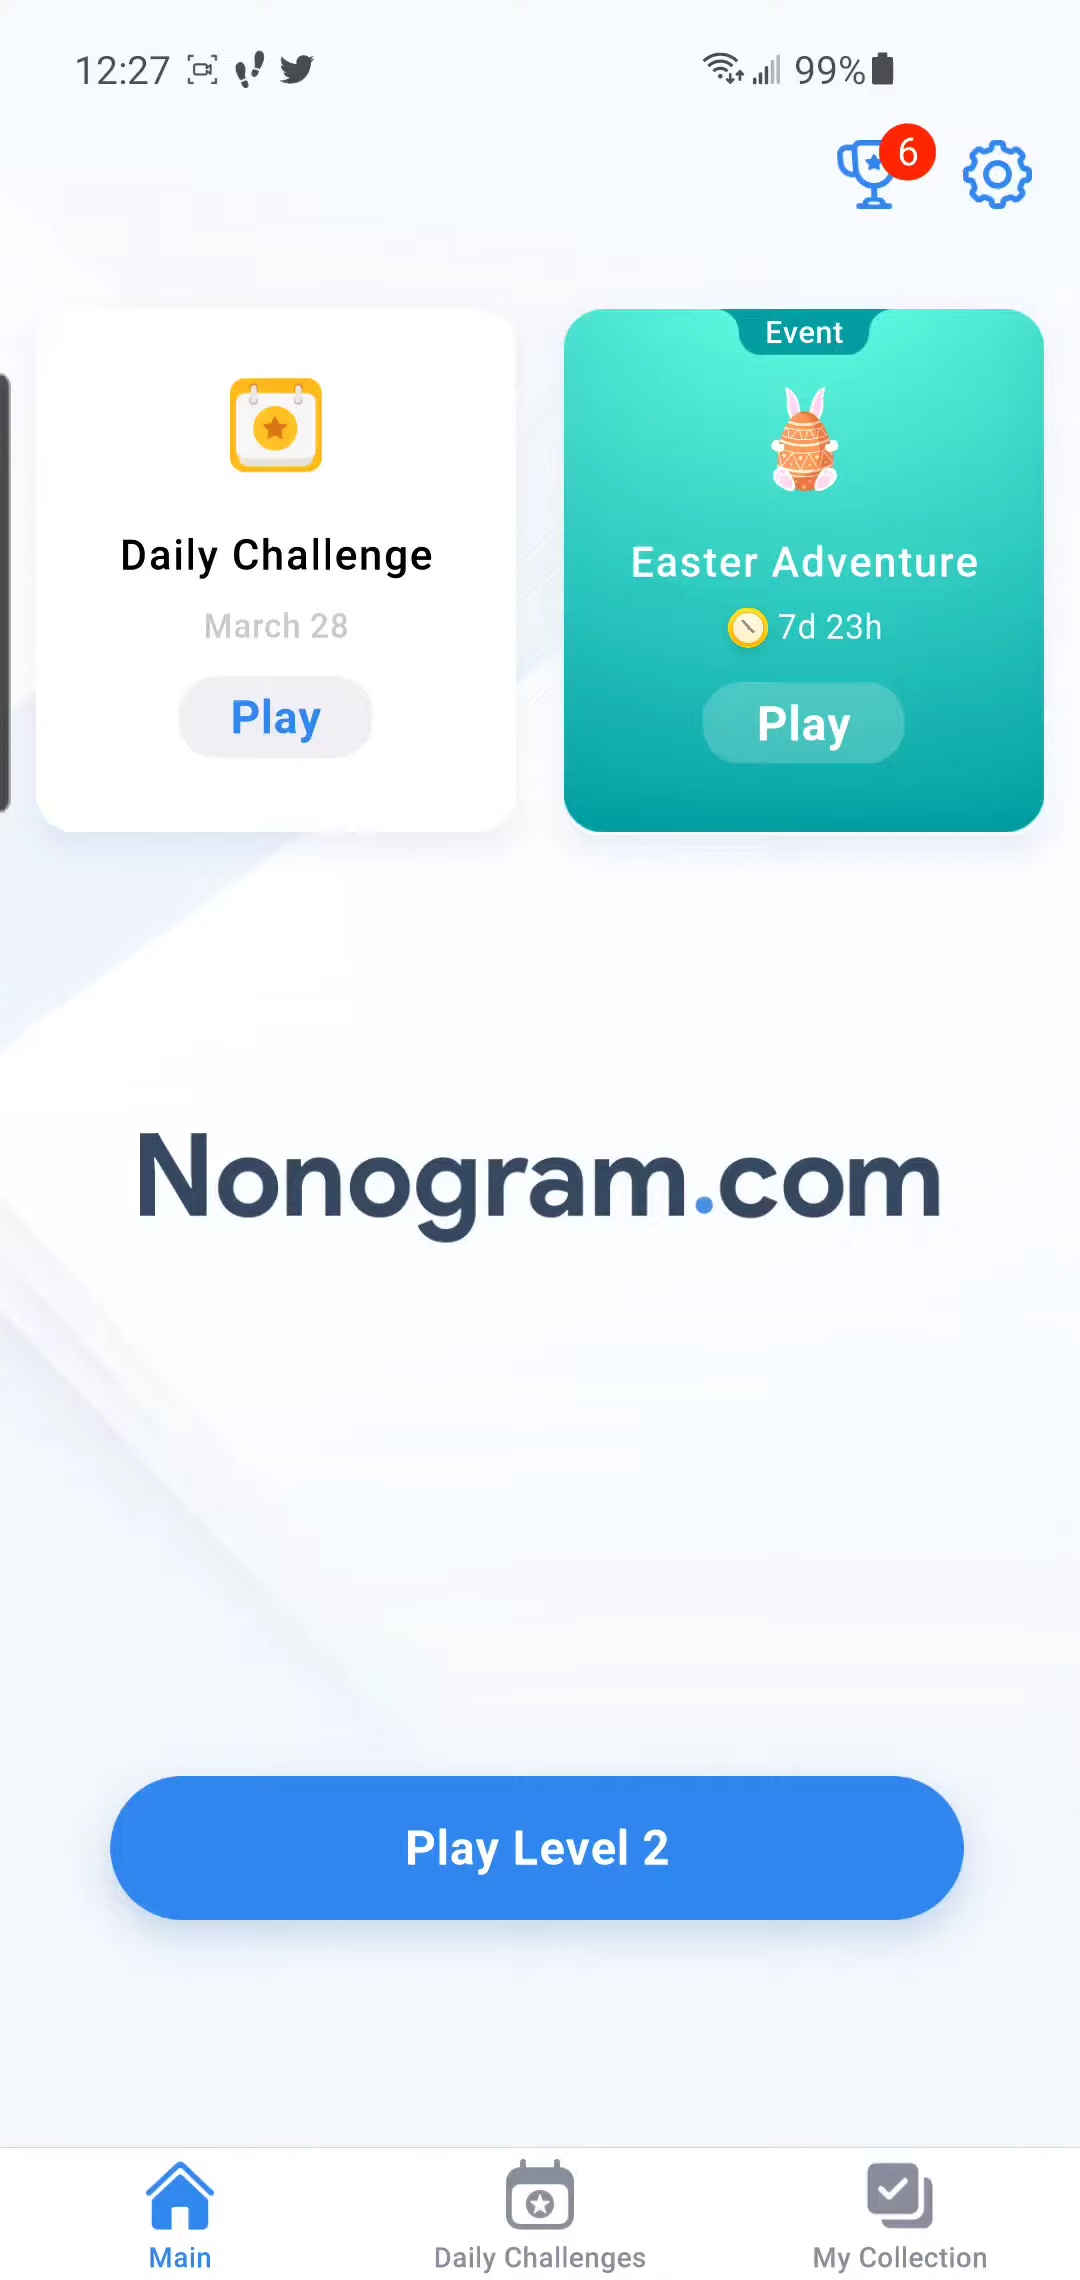 12:27
99%
6
Event
Daily Challenge
Easter Adventure
March 28
7d 23h
Play
Play
Nonogram.com
Play Level 2
Main
Daily Challenges
My Collection